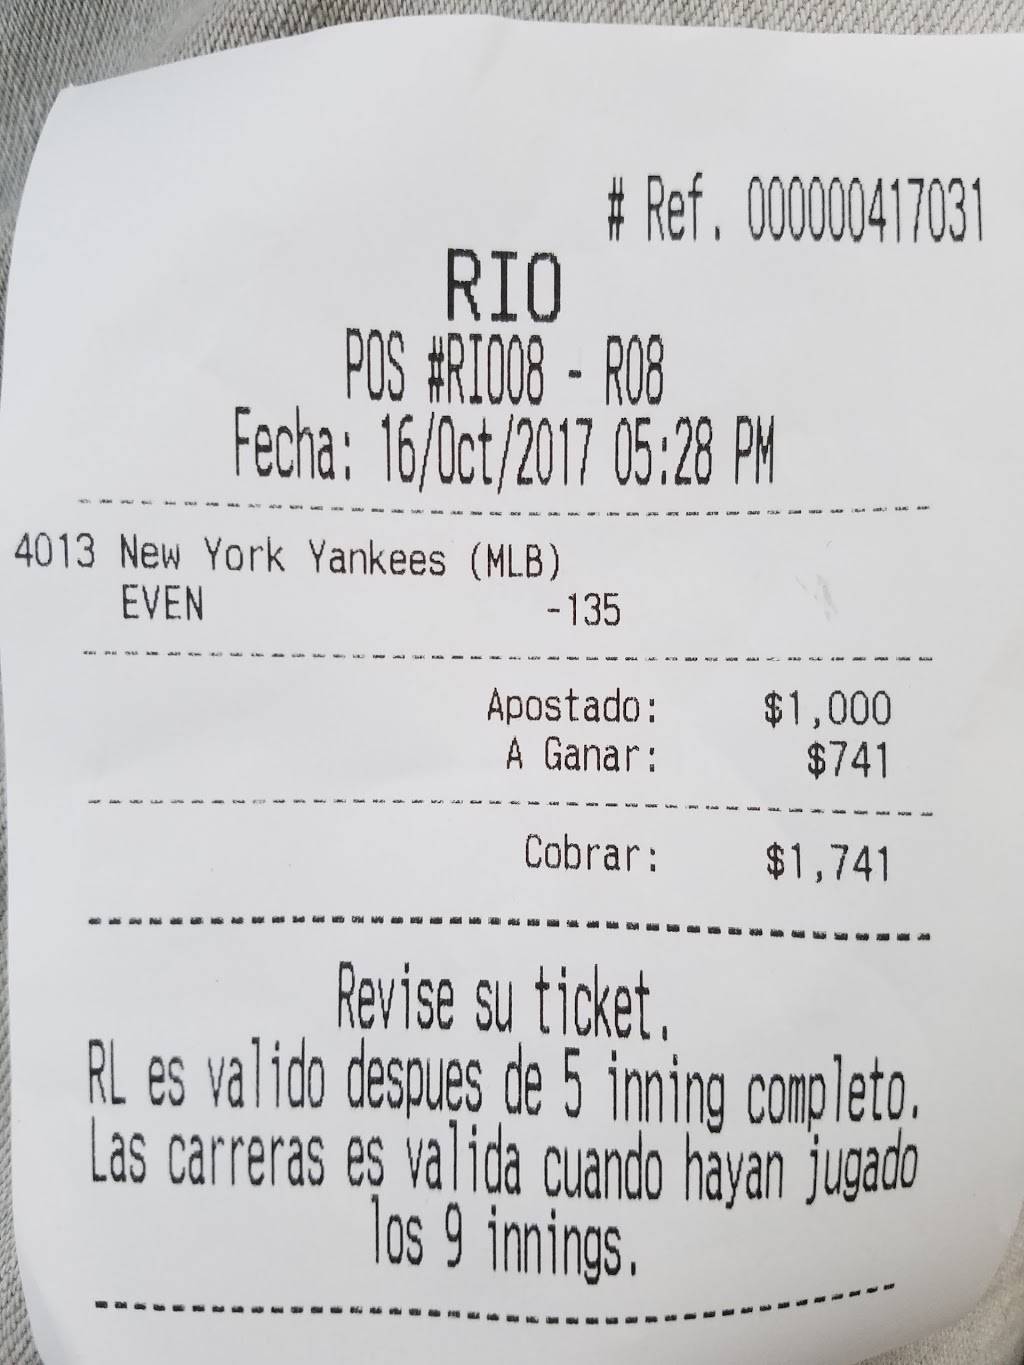 # Ref. 000000417031
RIO
POS #RIO08 - R08
Fecha: 16/Oct/2017 05:28 PM
4013 New York Yankees (MLB)
EVEN -135
Apostado: $1,000
A Ganar: $741
Cobrar: $1,741
Revise su ticket.
RL es valido despues de 5 inning completo.
Las carreras es valida cuando hayan jugado
los 9 innings.